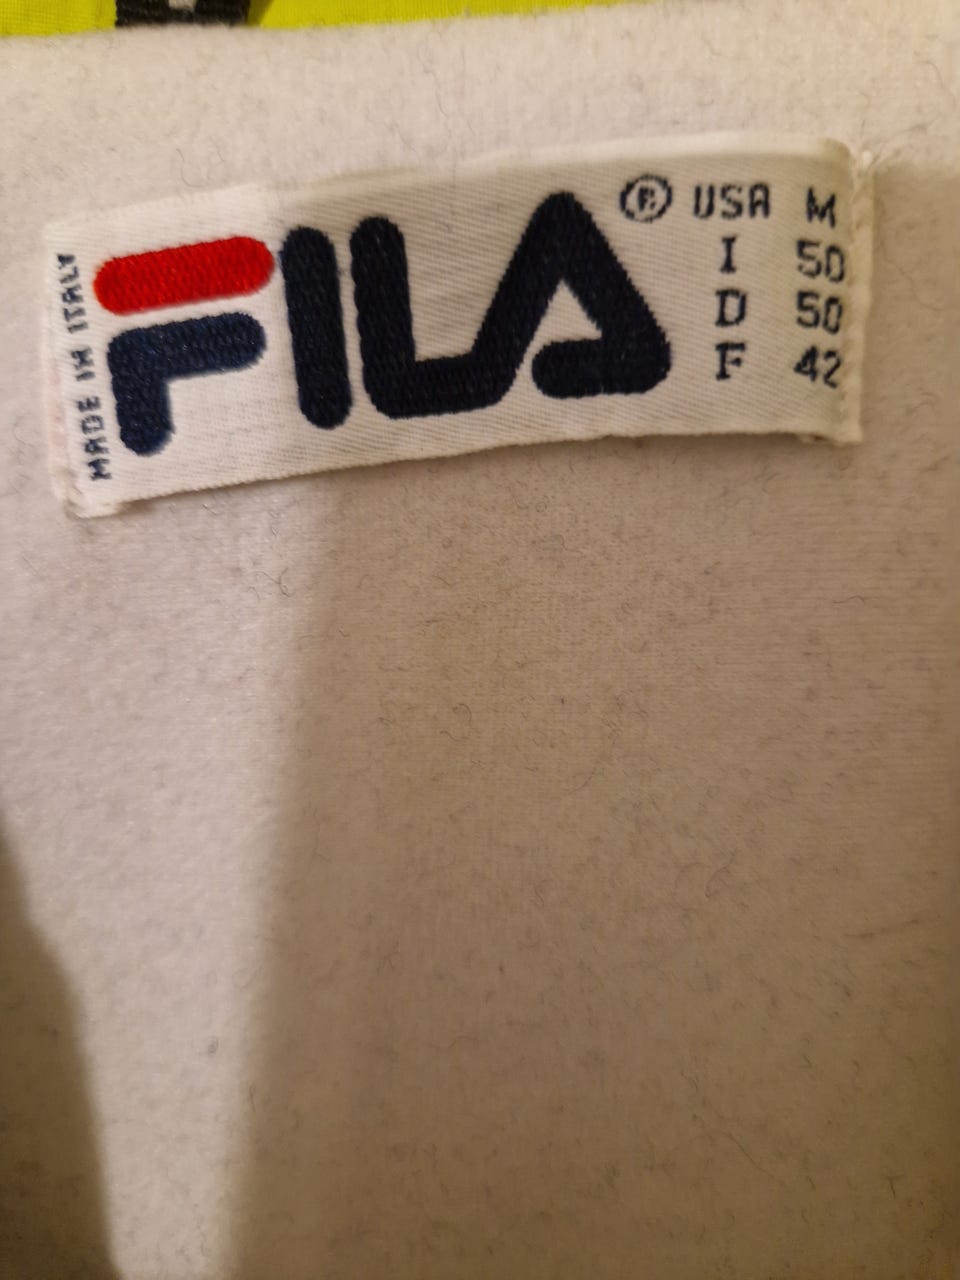 MADE IN ITALY
FILA ®
USA M
I 50
D 50
F 42